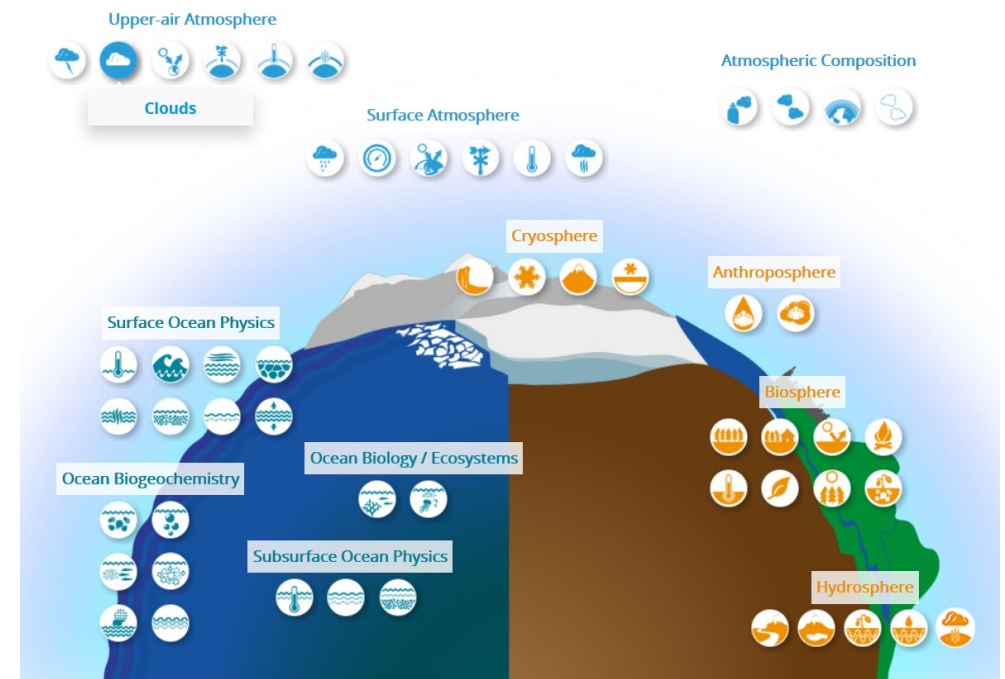 Upper-air Atmosphere
Clouds
Atmospheric Composition
Surface Atmosphere
Cryosphere
Anthroposphere
Surface Ocean Physics
Biosphere
Ocean Biology / Ecosystems
Ocean Biogeochemistry
Subsurface Ocean Physics
Hydrosphere